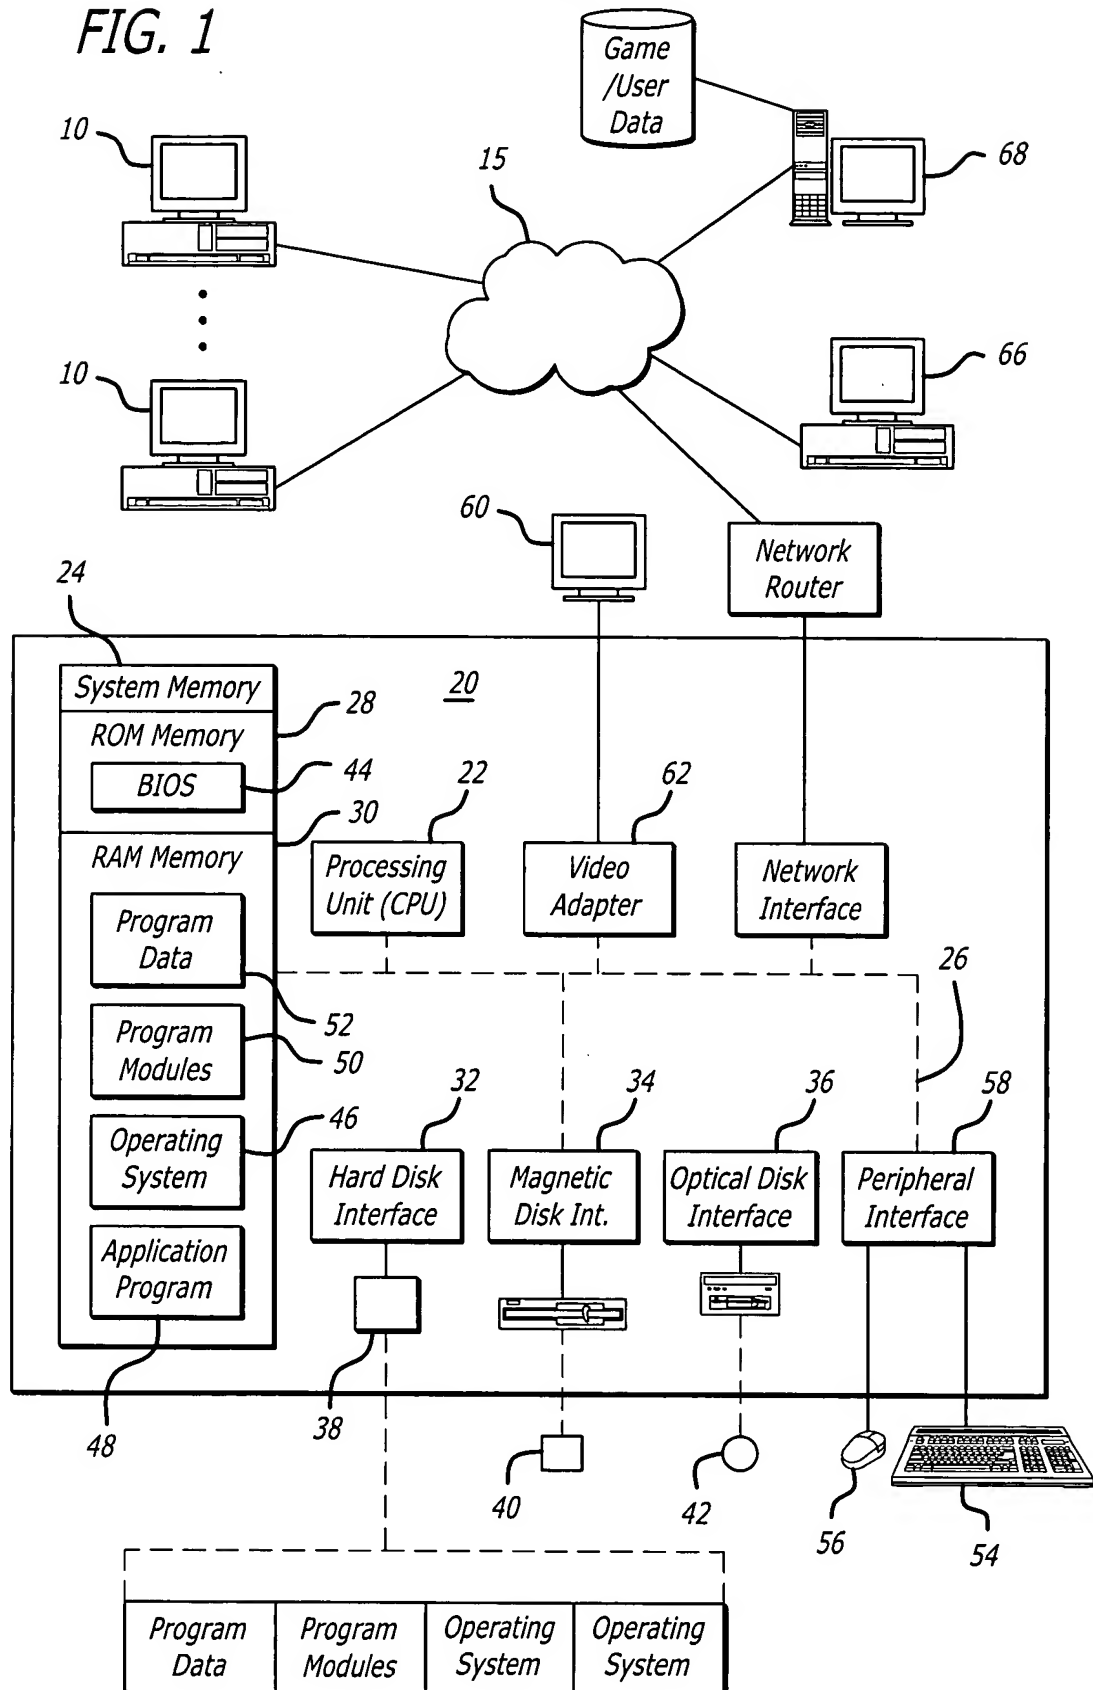 FIG. 1
Game
/User
Data
10
15
68
10
66
60
Network
Router
24
System Memory
20
28
ROM Memory
44
BIOS
22
62
30
RAM Memory
Processing
Unit (CPU)
Video
Adapter
Network
Interface
Program
Data
26
52
Program
Modules
50
32
34
36
58
46
Operating
System
Hard Disk
Interface
Magnetic
Disk Int.
Optical Disk
Interface
Peripheral
Interface
Application
Program
48
38
40
42
56
54
Program
Data
Program
Modules
Operating
System
Operating
System